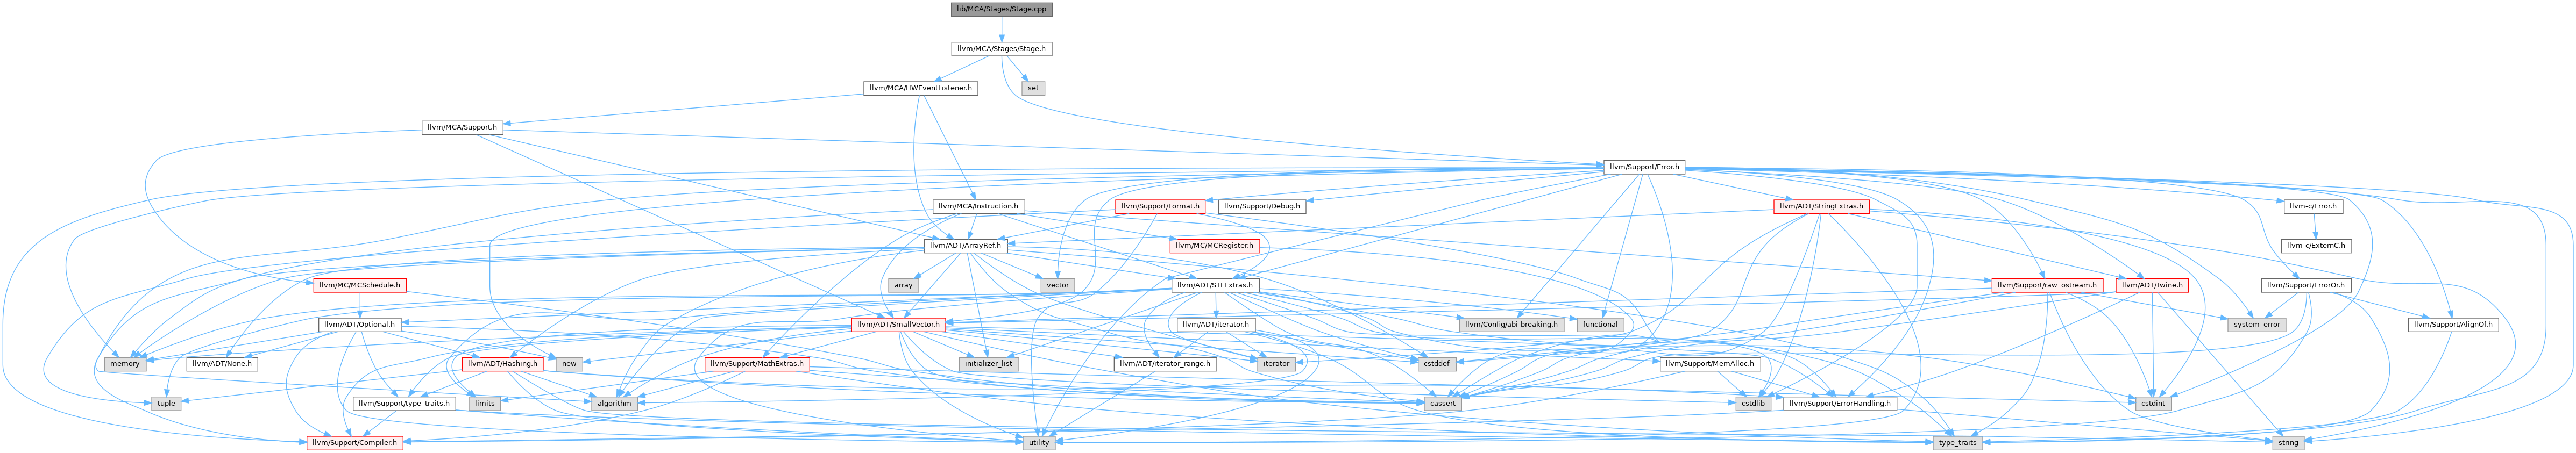 lib/MCA/Stages/Stage.cpp
llvm/MCA/Stages/Stage.h
llvm/MCA/HWEventListener.h
set
llvm/MCA/Support.h
llvm/Support/Error.h
llvm/MCA/Instruction.h
llvm/Support/Format.h
llvm/Support/Debug.h
llvm/ADT/StringExtras.h
llvm-c/Error.h
llvm/ADT/ArrayRef.h
llvm/MC/MCRegister.h
llvm-c/ExternC.h
llvm/MC/MCSchedule.h
array
vector
llvm/ADT/STLExtras.h
llvm/Support/raw_ostream.h
llvm/ADT/Twine.h
llvm/Support/ErrorOr.h
llvm/ADT/Optional.h
llvm/ADT/SmallVector.h
llvm/ADT/iterator.h
llvm/Config/abi-breaking.h
functional
system_error
llvm/Support/AlignOf.h
memory
llvm/ADT/None.h
llvm/ADT/Hashing.h
new
llvm/Support/MathExtras.h
initializer_list
llvm/ADT/iterator_range.h
iterator
cstddef
llvm/Support/MemAlloc.h
tuple
llvm/Support/type_traits.h
limits
algorithm
cassert
cstdlib
llvm/Support/ErrorHandling.h
cstdint
llvm/Support/Compiler.h
utility
type_traits
string